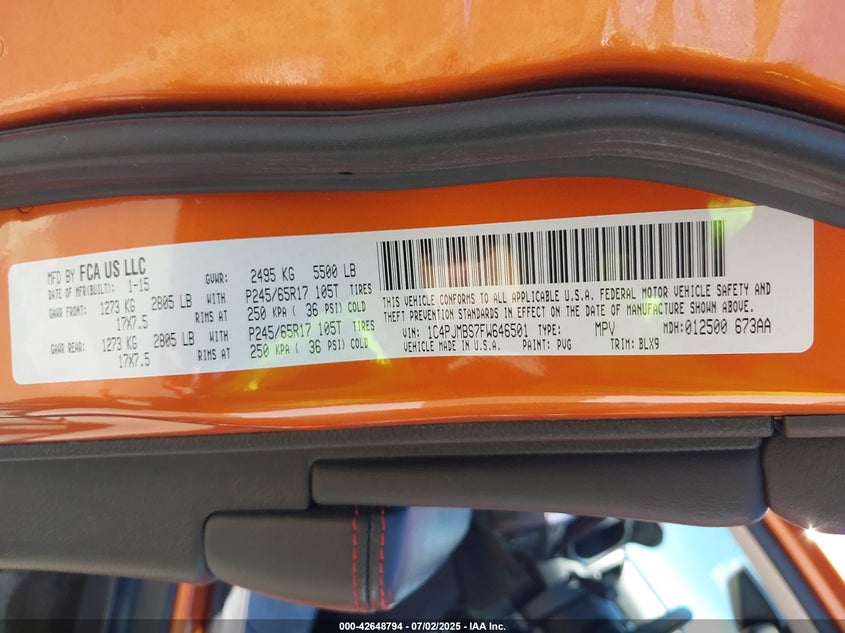 MFD BY FCA US LLC
DATE OF MFR(BUILT): 1-15 GVWR: 2495 KG 5500 LB
GAWR FRONT: 1273 KG 2805 LB WITH P245/65R17 105T TIRES
17X7.5 RIMS AT 250 KPA ( 36 PSI) COLD
GAWR REAR: 1273 KG 2805 LB WITH P245/65R17 105T TIRES
17X7.5 RIMS AT 250 KPA ( 36 PSI) COLD
THIS VEHICLE CONFORMS TO ALL APPLICABLE U.S.A. FEDERAL MOTOR VEHICLE SAFETY AND
THEFT PREVENTION STANDARDS IN EFFECT ON THE DATE OF MANUFACTURE SHOWN ABOVE.
VIN: 1C4PJMBS7FW646501 TYPE: MPV MDH: 012500 673AA
VEHICLE MADE IN U.S.A. PAINT: PVG TRIM: BLX9
000-42648794 - 07/02/2025 - IAA Inc.